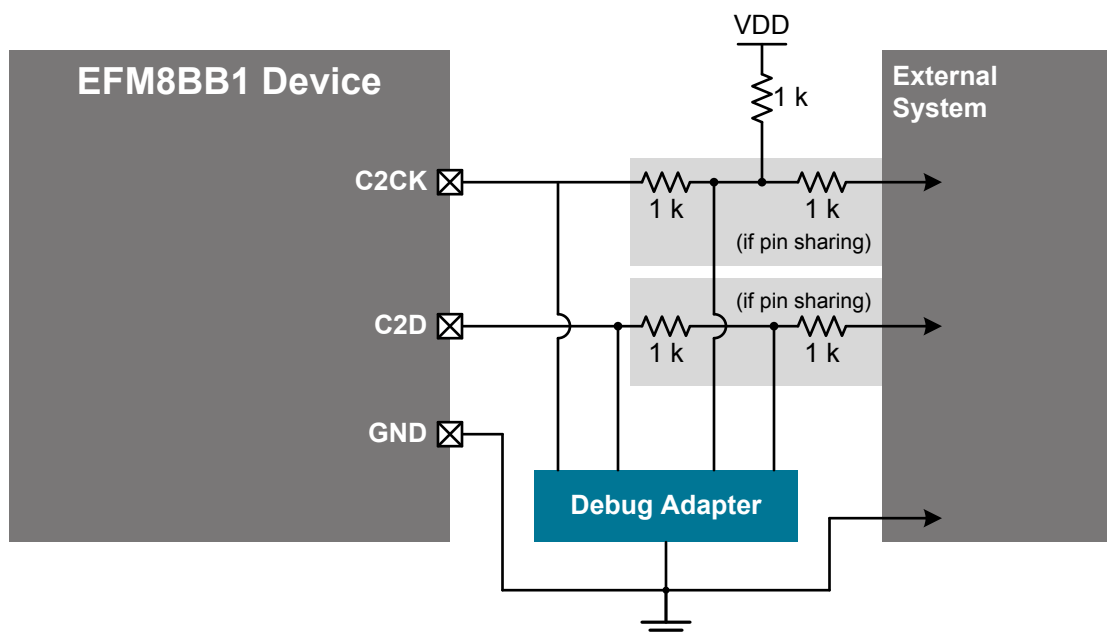 VDD
EFM8BB1 Device
External
System
1 k
C2CK
1 k
1 k
(if pin sharing)
(if pin sharing)
C2D
1 k
1 k
GND
Debug Adapter